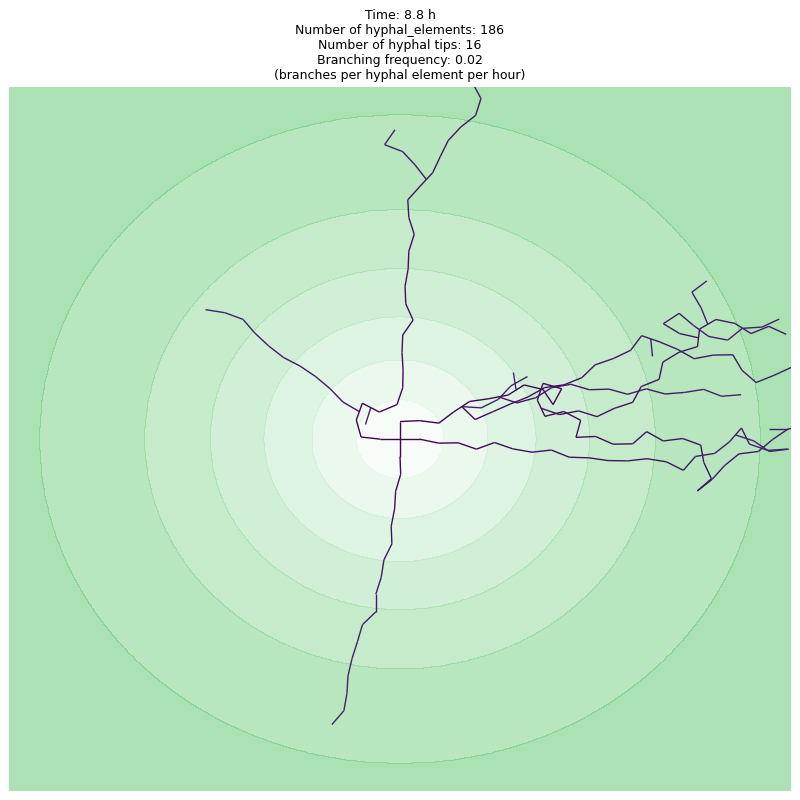 Time: 8.8 h
Number of hyphal_elements: 186
Number of hyphal tips: 16
Branching frequency: 0.02
(branches per hyphal element per hour)